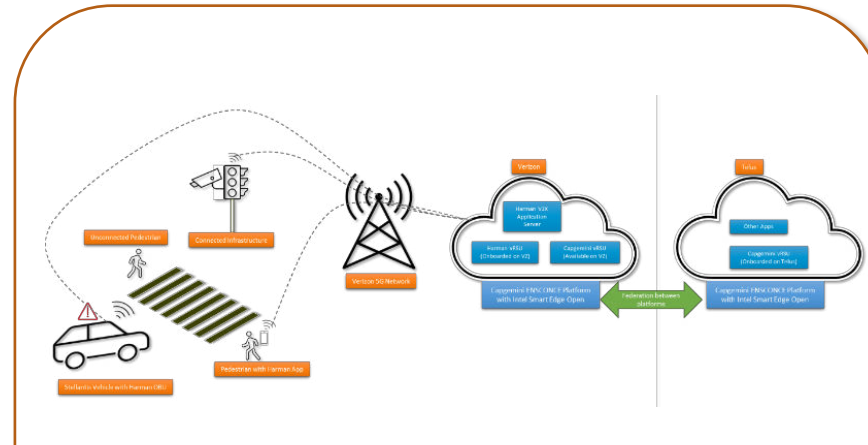 Verizon
Telus
Harman V2X
Application
Server
Other Apps
Unconnected Pedestrian
Connected Infrastructure
Harman vRSU
(Onboarded on VZ)
Capgemini vRSU
(Available on VZ)
Capgemini vRSU
(Onboarded on Telus)
Verizon 5G Network
Capgemini ENSCONCE Platform
with Intel Smart Edge Open
Federation between
platforms
Capgemini ENSCONCE Platform
with Intel Smart Edge Open
Pedestrian with Harman App
Stellantis Vehicle with Harman OBU